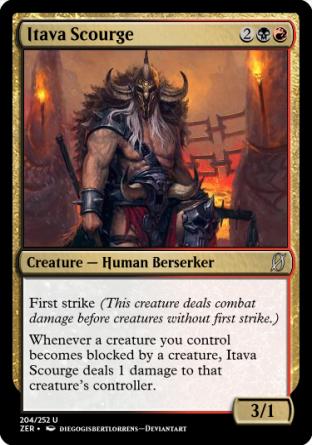 Itava Scourge 2
Creature — Human Berserker
First strike (This creature deals combat
damage before creatures without first strike.)
Whenever a creature you control
becomes blocked by a creature, Itava
Scourge deals 1 damage to that
creature's controller.
3/1
204/252 U
ZER • DIEGOGISBERTLLORENS—DEVIANTART